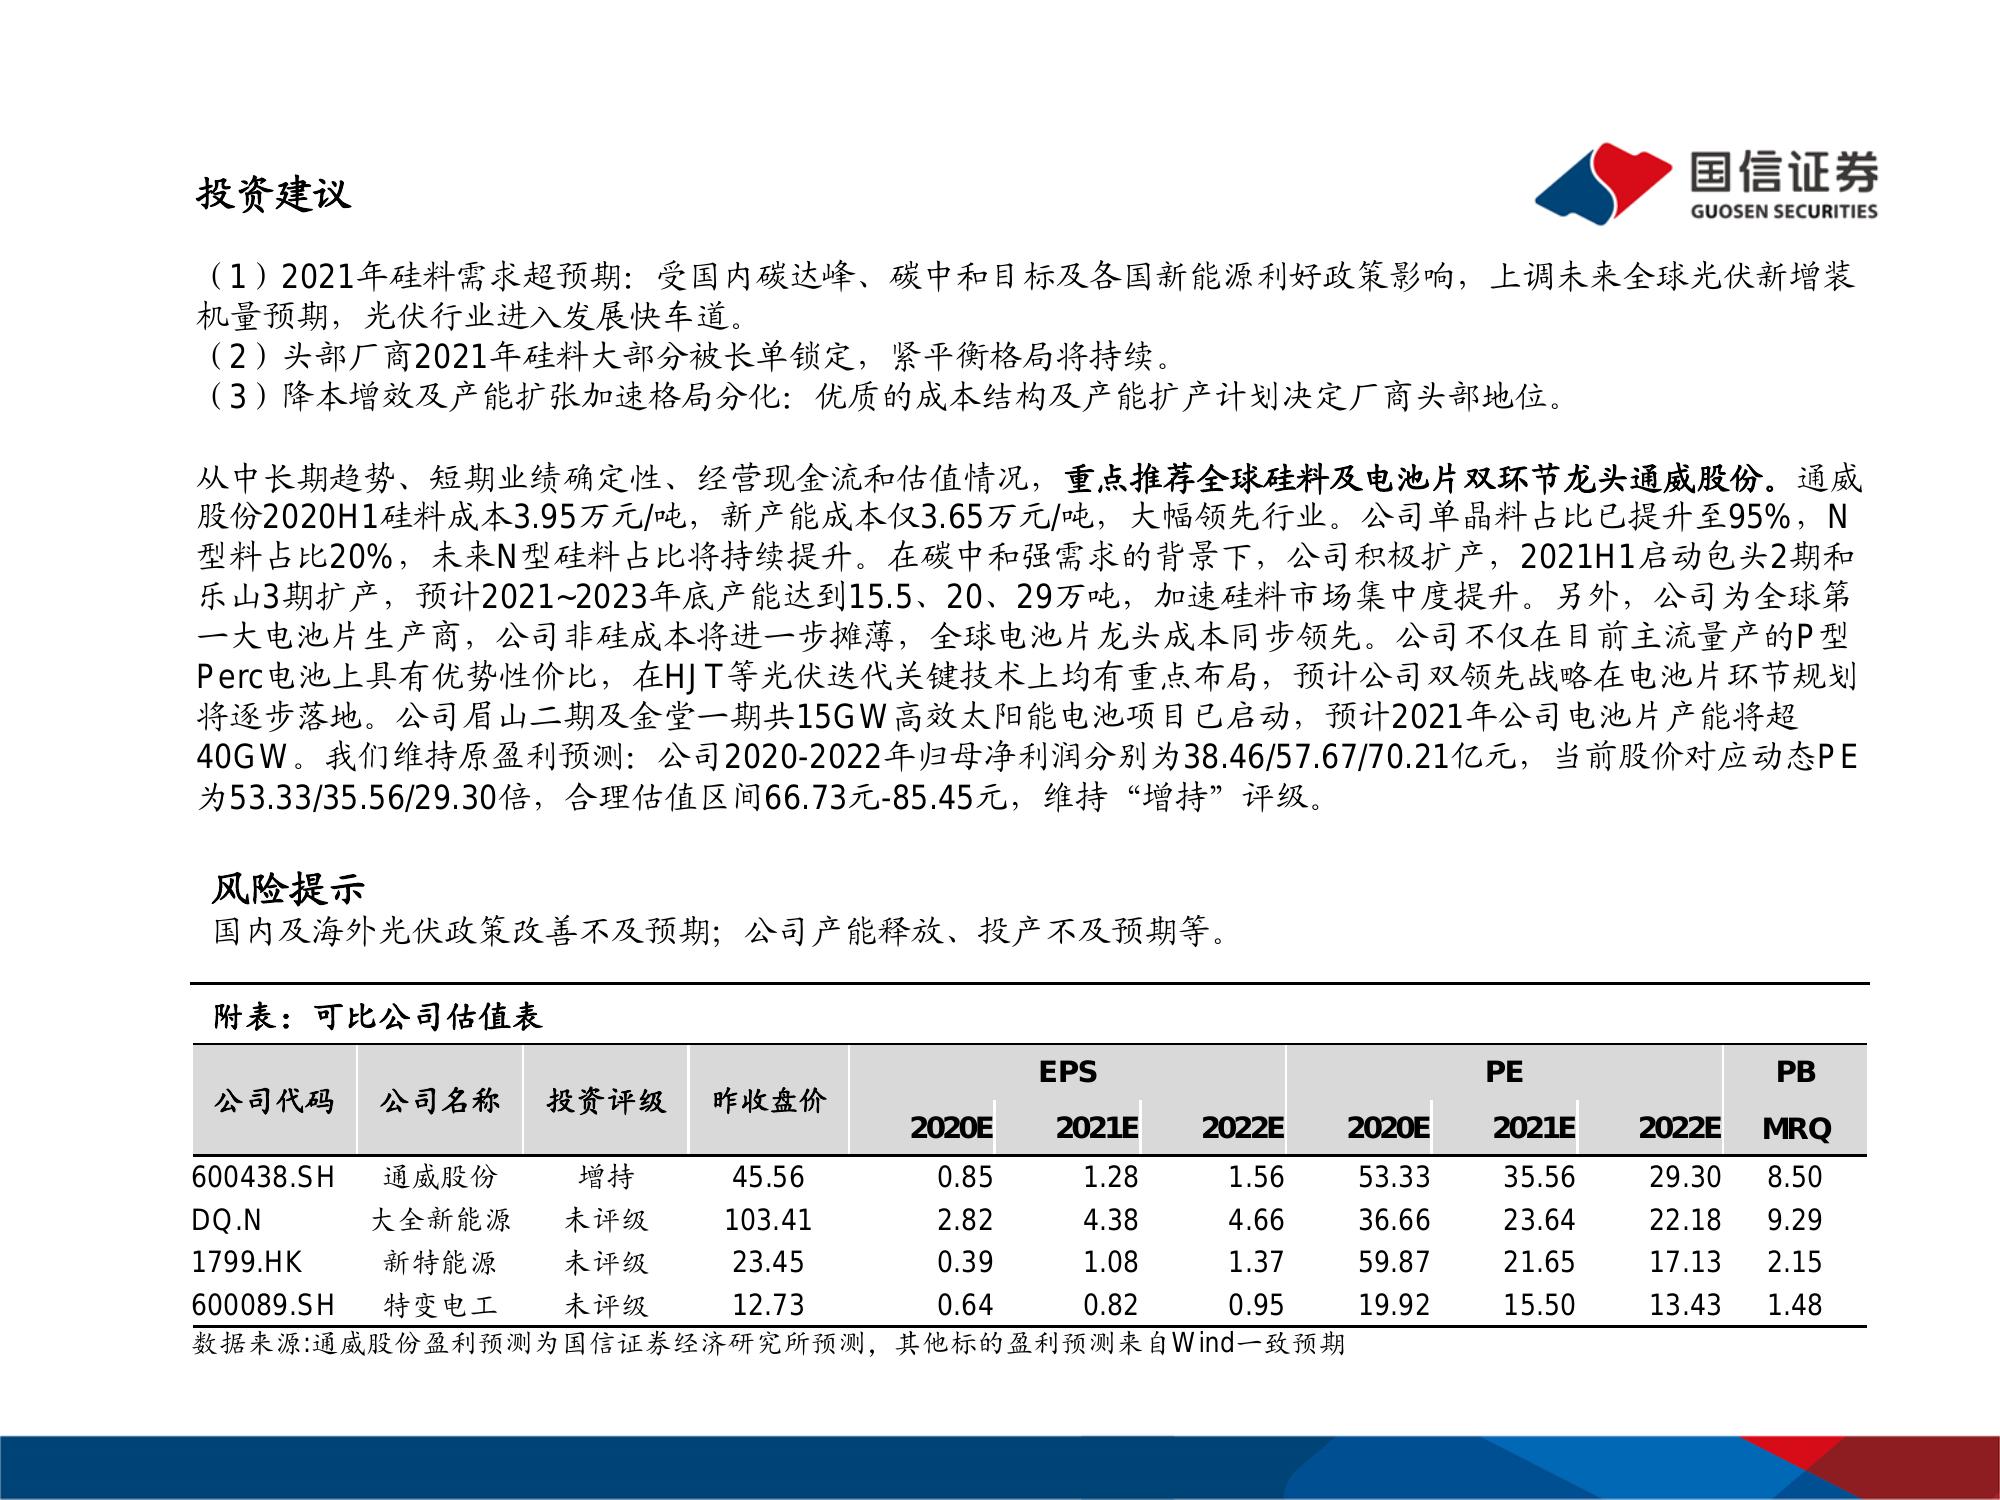 投资建议
国信证券
GUOSEN SECURITIES
（1）2021年硅料需求超预期：受国内碳达峰、碳中和目标及各国新能源利好政策影响，上调未来全球光伏新增装
机量预期，光伏行业进入发展快车道。
（2）头部厂商2021年硅料大部分被长单锁定，紧平衡格局将持续。
（3）降本增效及产能扩张加速格局分化：优质的成本结构及产能扩产计划决定厂商头部地位。
从中长期趋势、短期业绩确定性、经营现金流和估值情况，重点推荐全球硅料及电池片双环节龙头通威股份。通威
股份2020H1硅料成本3.95万元/吨，新产能成本仅3.65万元/吨，大幅领先行业。公司单晶料占比已提升至95%，N
型料占比20%，未来N型硅料占比将持续提升。在碳中和强需求的背景下，公司积极扩产，2021H1启动包头2期和
乐山3期扩产，预计2021~2023年底产能达到15.5、20、29万吨，加速硅料市场集中度提升。另外，公司为全球第
一大电池片生产商，公司非硅成本将进一步摊薄，全球电池片龙头成本同步领先。公司不仅在目前主流量产的P型
Perc电池上具有优势性价比，在HJT等光伏迭代关键技术上均有重点布局，预计公司双领先战略在电池片环节规划
将逐步落地。公司眉山二期及金堂一期共15GW高效太阳能电池项目已启动，预计2021年公司电池片产能将超
40GW。我们维持原盈利预测：公司2020-2022年归母净利润分别为38.46/57.67/70.21亿元，当前股价对应动态PE
为53.33/35.56/29.30倍，合理估值区间66.73元-85.45元，维持“增持”评级。
风险提示
国内及海外光伏政策改善不及预期；公司产能释放、投产不及预期等。
附表：可比公司估值表
公司代码 公司名称 投资评级 昨收盘价 EPS PE PB
2020E 2021E 2022E 2020E 2021E 2022E MRQ
600438.SH 通威股份 增持 45.56 0.85 1.28 1.56 53.33 35.56 29.30 8.50
DQ.N 大全新能源 未评级 103.41 2.82 4.38 4.66 36.66 23.64 22.18 9.29
1799.HK 新特能源 未评级 23.45 0.39 1.08 1.37 59.87 21.65 17.13 2.15
600089.SH 特变电工 未评级 12.73 0.64 0.82 0.95 19.92 15.50 13.43 1.48
数据来源:通威股份盈利预测为国信证券经济研究所预测，其他标的盈利预测来自Wind一致预期